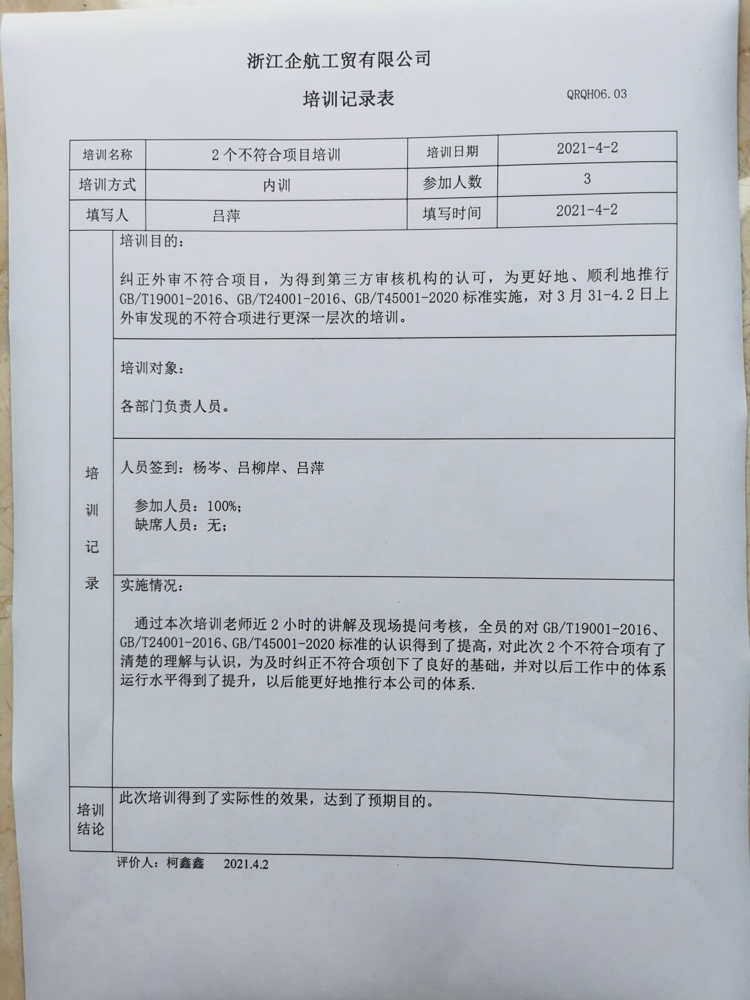 浙江企航工贸有限公司
培训记录表
QRQH06.03
培训名称 2个不符合项目培训 培训日期 2021-4-2
培训方式 内训 参加人数 3
填写人 吕萍 填写时间 2021-4-2
培训记录
培训目的：
纠正外审不符合项目，为得到第三方审核机构的认可，为更好地、顺利地推行
GB/T19001-2016、GB/T24001-2016、GB/T45001-2020标准实施，对3月31-4.2日上
外审发现的不符合项进行更深一层次的培训。
培训对象：
各部门负责人员。
人员签到：杨岑、吕柳岸、吕萍
参加人员：100%；
缺席人员：无；
实施情况：
通过本次培训老师近2小时的讲解及现场提问考核，全员的对GB/T19001-2016、
GB/T24001-2016、GB/T45001-2020标准的认识得到了提高，对此次2个不符合项有了
清楚的理解与认识，为及时纠正不符合项创下了良好的基础，并对以后工作中的体系
运行水平得到了提升，以后能更好地推行本公司的体系.
培训
结论
此次培训得到了实际性的效果，达到了预期目的。
评价人：柯鑫鑫 2021.4.2